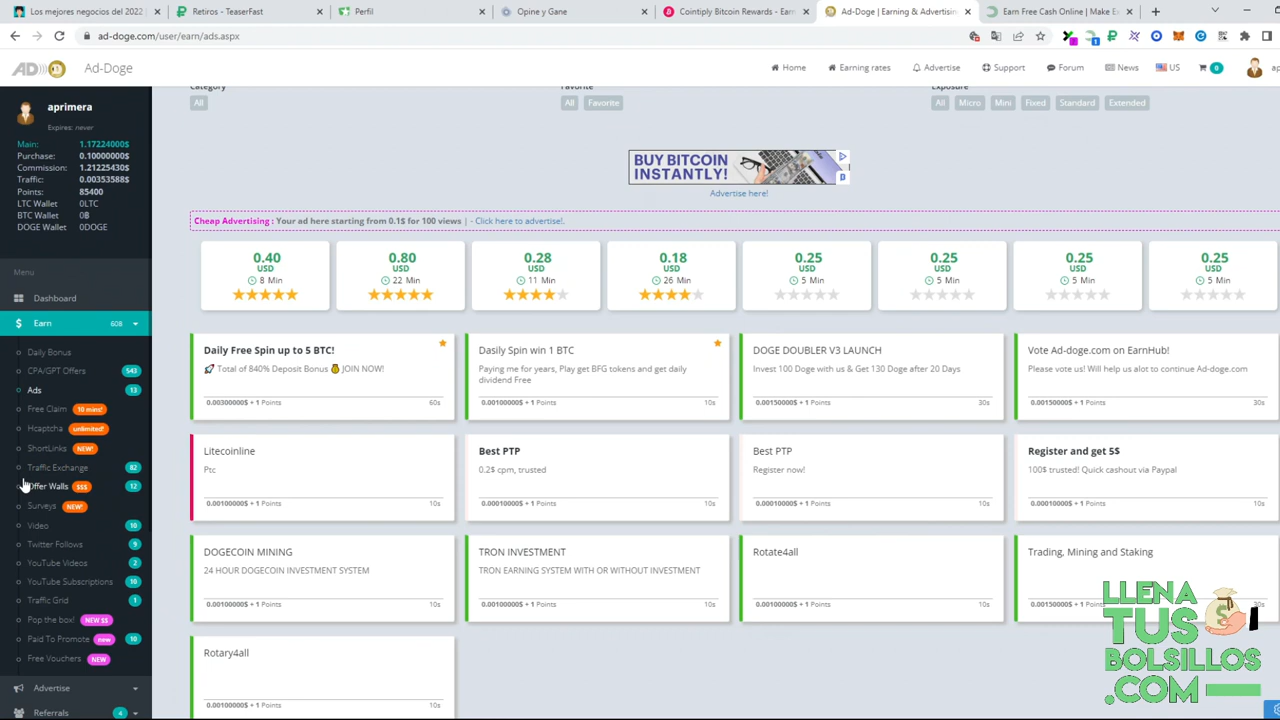 Los mejores negocios del 2022
Retiros - TeaserFast
Perfil
Opine y Gane
Cointiply Bitcoin Rewards - Earn
Ad-Doge | Earning & Advertising
Earn Free Cash Online | Make E
ad-doge.com/user/earn/ads.aspx
AD Ad-Doge
Home Earning rates Advertise Support Forum News US 0
aprimera
Expires: never
Main: 1.17224000$
Purchase: 0.10000000$
Commission: 1.21225430$
Traffic: 0.00353588$
Points: 85400
LTC Wallet 0LTC
BTC Wallet 0฿
DOGE Wallet 0DOGE
Menu
Dashboard
Earn 608
Daily Bonus
CPA/GPT Offers 543
Ads 13
Free Claim 10 mins!
Hcaptcha unlimited!
ShortLinks NEW!
Traffic Exchange 82
Offer Walls $$$ 12
Surveys NEW!
Video 10
Twitter Follows 9
YouTube Videos 2
YouTube Subscriptions 10
Traffic Grid 1
Pop the box! NEW $$
Paid To Promote new 10
Free Vouchers NEW
Advertise
Referrals 4
Category
All
Favorite
All Favorite
Exposure
All Micro Mini Fixed Standard Extended
BUY BITCOIN
INSTANTLY!
Advertise here!
Cheap Advertising : Your ad here starting from 0.1$ for 100 views | - Click here to advertise!.
0.40
USD
8 Min
0.80
USD
22 Min
0.28
USD
11 Min
0.18
USD
26 Min
0.25
USD
5 Min
0.25
USD
5 Min
0.25
USD
5 Min
0.25
USD
5 Min
Daily Free Spin up to 5 BTC!
🚀 Total of 840% Deposit Bonus 💰 JOIN NOW!
0.00300000$ + 1 Points 60s
Dasily Spin win 1 BTC
Paying me for years, Play get BFG tokens and get daily
dividend Free
0.00100000$ + 1 Points 10s
DOGE DOUBLER V3 LAUNCH
Invest 100 Doge with us & Get 130 Doge after 20 Days
0.00150000$ + 1 Points 30s
Vote Ad-doge.com on EarnHub!
Please vote us! Will help us alot to continue Ad-doge.com
0.00150000$ + 1 Points 30s
Litecoinline
Ptc
0.00100000$ + 1 Points 10s
Best PTP
0.2$ cpm, trusted
0.00010000$ + 1 Points 10s
Best PTP
Register now!
0.00010000$ + 1 Points 10s
Register and get 5$
100$ trusted! Quick cashout via Paypal
0.00010000$ + 1 Points 10s
DOGECOIN MINING
24 HOUR DOGECOIN INVESTMENT SYSTEM
0.00100000$ + 1 Points 10s
TRON INVESTMENT
TRON EARNING SYSTEM WITH OR WITHOUT INVESTMENT
0.00100000$ + 1 Points 10s
Rotate4all
0.00100000$ + 1 Points 10s
Trading, Mining and Staking
0.00150000$ + 1 Points 30s
Rotary4all
0.00100000$ + 1 Points 10s
LLENA
TUS
BOLSILLOS
.COM